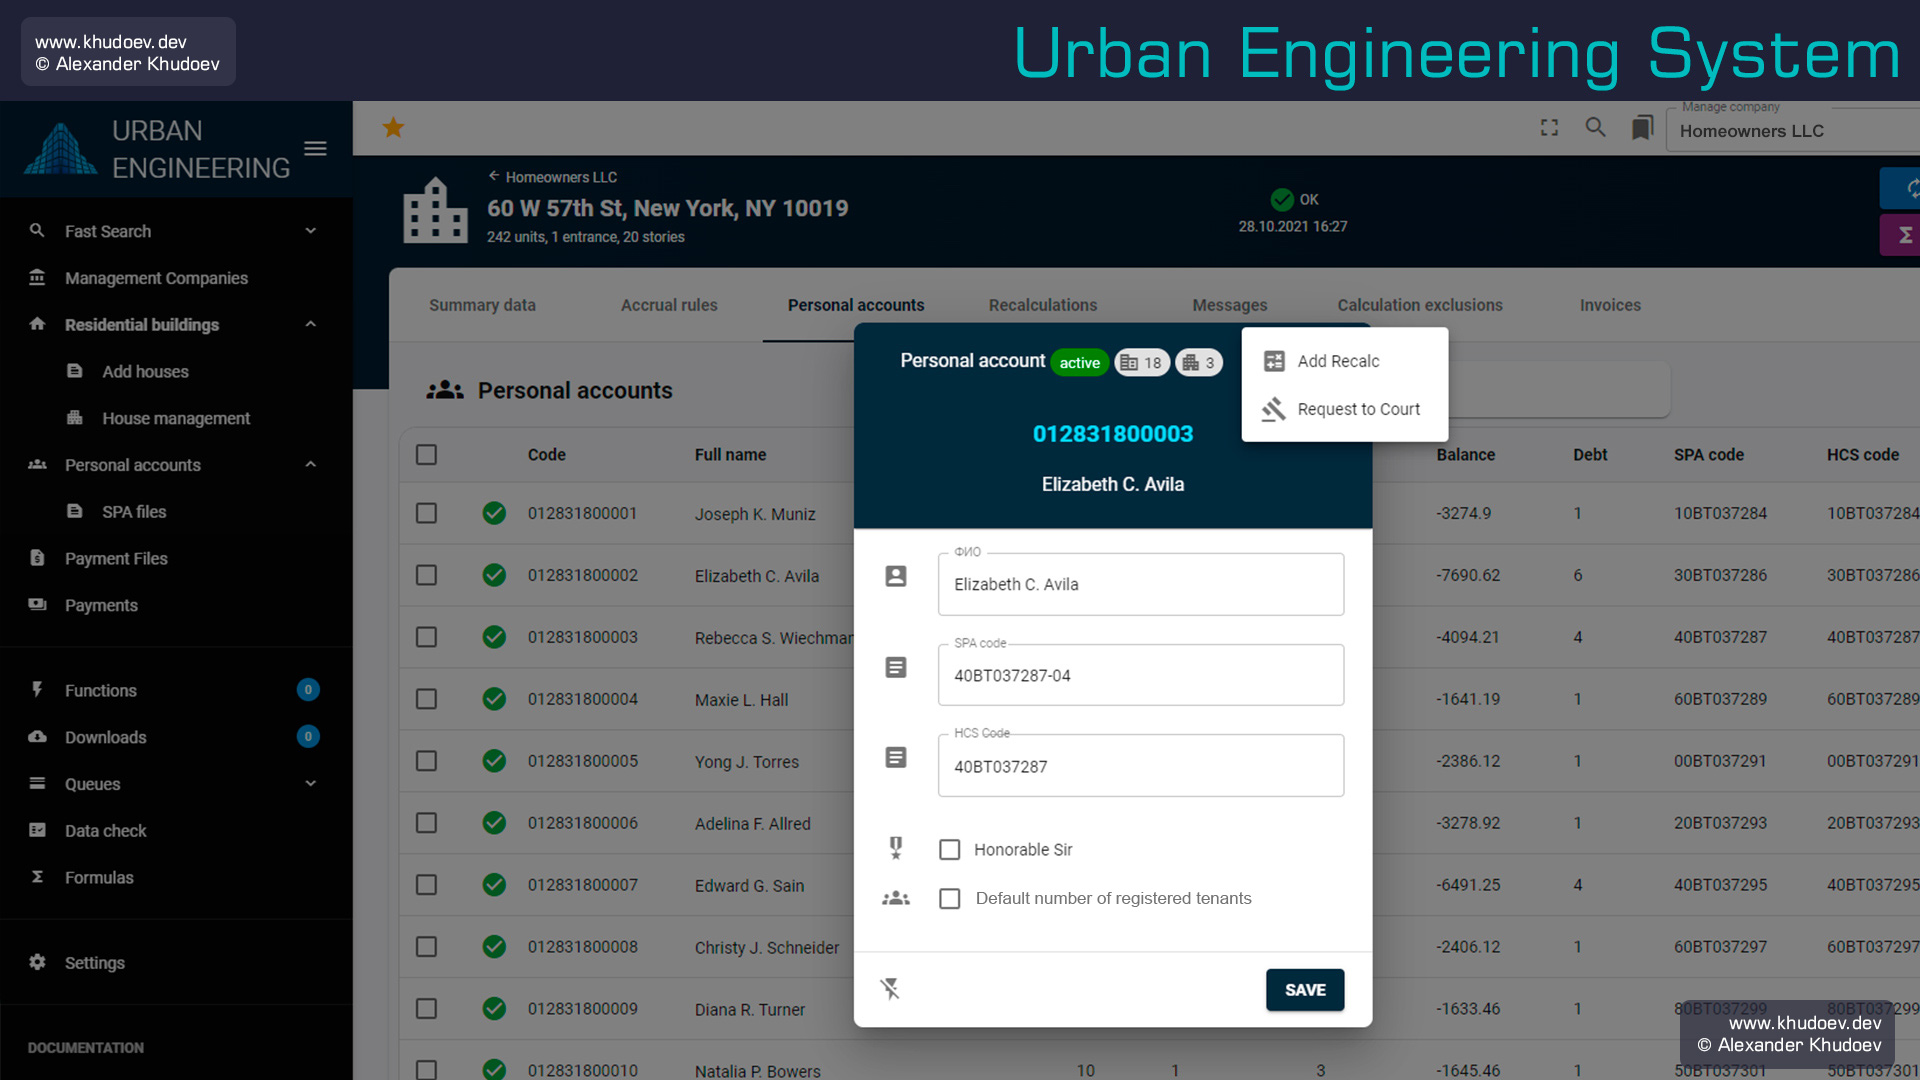 www.khudoev.dev
© Alexander Khudoev
Urban Engineering System
URBAN
ENGINEERING
Manage company
Homeowners LLC
Homeowners LLC
60 W 57th St, New York, NY 10019
242 units, 1 entrance, 20 stories
OK
28.10.2021 16:27
Fast Search
Management Companies
Residential buildings
Add houses
House management
Personal accounts
SPA files
Payment Files
Payments
Functions 0
Downloads 0
Queues
Data check
Formulas
Settings
DOCUMENTATION
Summary data Accrual rules Personal accounts Recalculations Messages Calculation exclusions Invoices
Personal accounts
Code Full name Balance Debt SPA code HCS code
012831800001 Joseph K. Muniz -3274.9 1 10BT037284 10BT037284
012831800002 Elizabeth C. Avila -7690.62 6 30BT037286 30BT037286
012831800003 Rebecca S. Wiechman -4094.21 4 40BT037287 40BT037287
012831800004 Maxie L. Hall -1641.19 1 60BT037289 60BT037289
012831800005 Yong J. Torres -2386.12 1 00BT037291 00BT037291
012831800006 Adelina F. Allred -3278.92 1 20BT037293 20BT037293
012831800007 Edward G. Sain -6491.25 4 40BT037295 40BT037295
012831800008 Christy J. Schneider -2406.12 1 60BT037297 60BT037297
012831800009 Diana R. Turner -1633.46 1 80BT037299 80BT037299
012831800010 Natalia P. Bowers 10 1 3 -1645.46 1 50BT037301 50BT037301
Personal account active 18 3
012831800003
Elizabeth C. Avila
Add Recalc
Request to Court
ФИО
Elizabeth C. Avila
SPA code
40BT037287-04
HCS Code
40BT037287
Honorable Sir
Default number of registered tenants
SAVE
www.khudoev.dev
© Alexander Khudoev